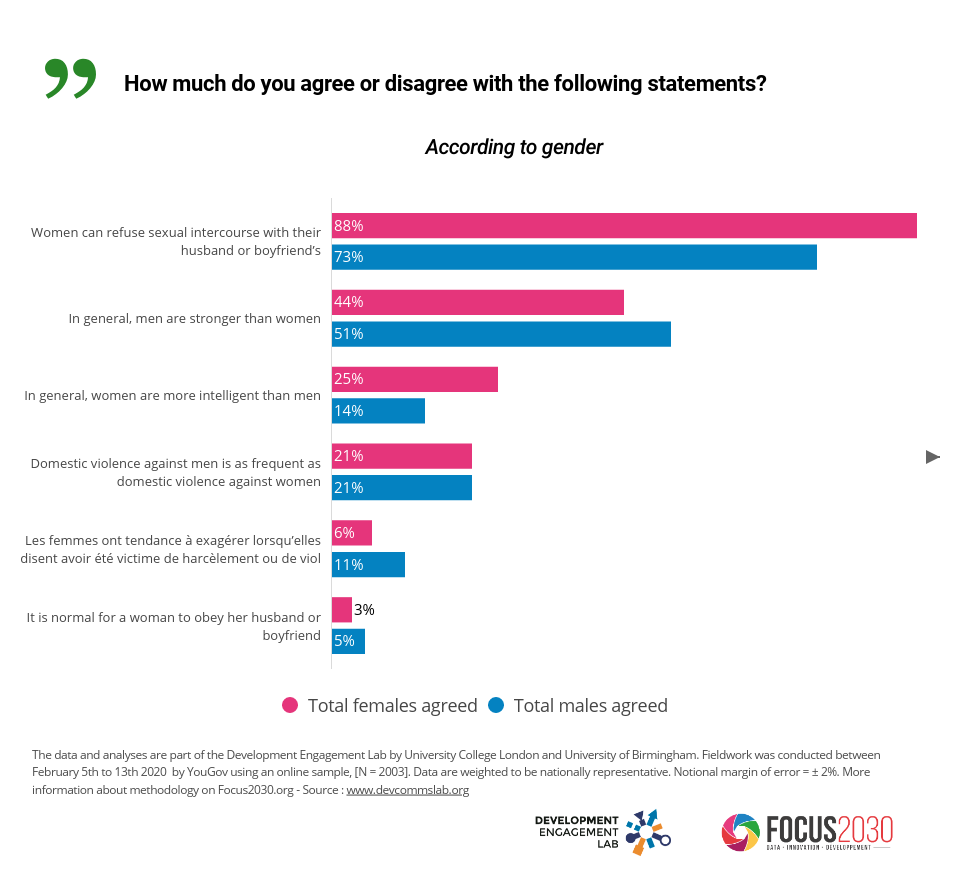 How much do you agree or disagree with the following statements?
According to gender
Women can refuse sexual intercourse with their
husband or boyfriend's
88%
73%
In general, men are stronger than women
44%
51%
In general, women are more intelligent than men
25%
14%
Domestic violence against men is as frequent as
domestic violence against women
21%
21%
Les femmes ont tendance à exagérer lorsqu'elles
disent avoir été victime de harcèlement ou de viol
6%
11%
It is normal for a woman to obey her husband or
boyfriend
3%
5%
Total females agreed
Total males agreed
The data and analyses are part of the Development Engagement Lab by University College London and University of Birmingham. Fieldwork was conducted between
February 5th to 13th 2020 by YouGov using an online sample, [N = 2003]. Data are weighted to be nationally representative. Notional margin of error = ± 2%. More
information about methodology on Focus2030.org - Source : www.devcommslab.org
DEVELOPMENT
ENGAGEMENT
LAB
FOCUS2030
DATA · INNOVATION · DEVELOPPEMENT